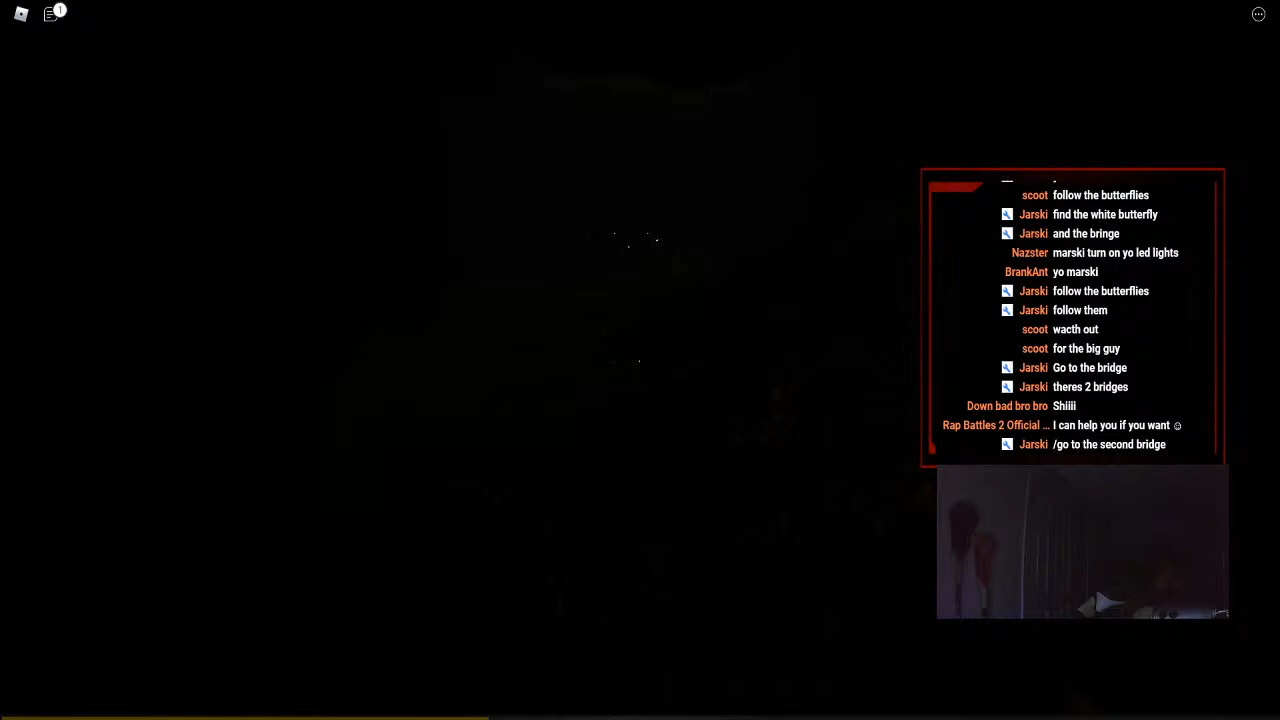 1
scoot follow the butterflies
Jarski find the white butterfly
Jarski and the bringe
Nazster marski turn on yo led lights
BrankAnt yo marski
Jarski follow the butterflies
Jarski follow them
scoot wacth out
scoot for the big guy
Jarski Go to the bridge
Jarski theres 2 bridges
Down bad bro bro Shiiii
Rap Battles 2 Official ... I can help you if you want ☺
Jarski /go to the second bridge